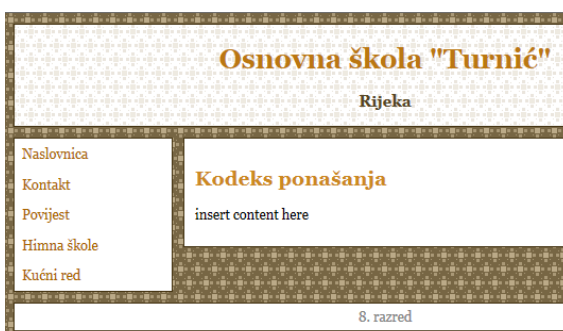 Osnovna škola "Turnić"
Rijeka
Naslovnica
Kontakt
Povijest
Himna škole
Kućni red
Kodeks ponašanja
insert content here
8. razred